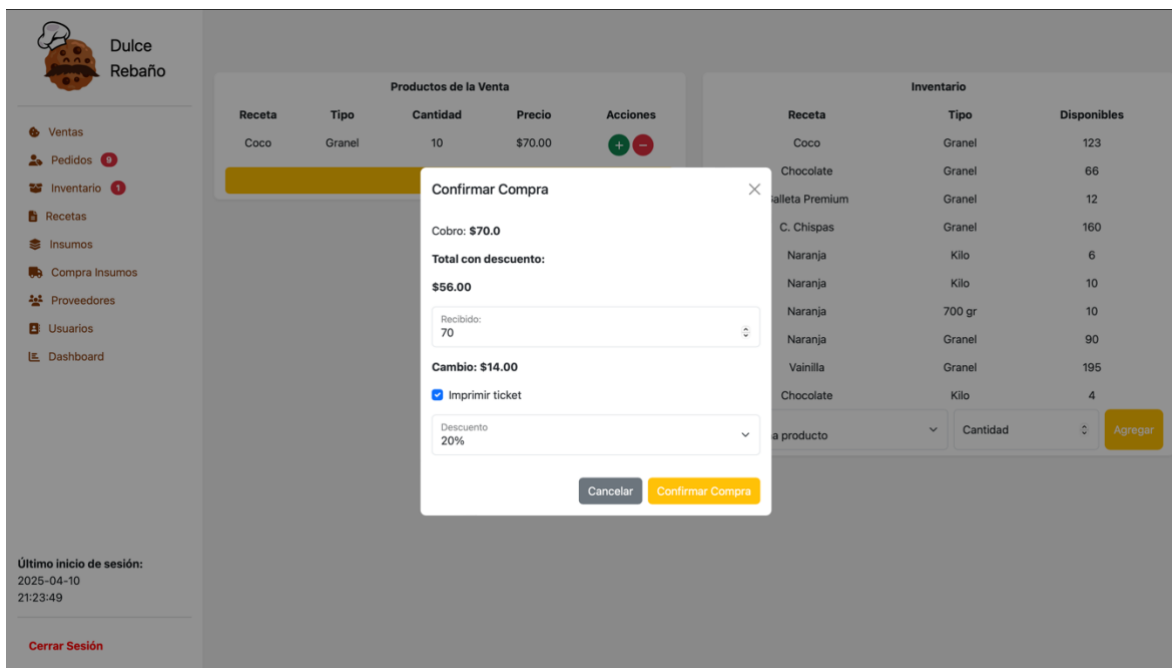 Dulce
Rebaño
Ventas
Pedidos 9
Inventario 1
Recetas
Insumos
Compra Insumos
Proveedores
Usuarios
Dashboard
Último inicio de sesión:
2025-04-10
21:23:49
Cerrar Sesión
Productos de la Venta
Receta Tipo Cantidad Precio Acciones
Coco Granel 10 $70.00 + −
Confirmar Compra
Cobro: $70.0
Total con descuento:
$56.00
Recibido:
70
Cambio: $14.00
Imprimir ticket
Descuento
20%
Cancelar Confirmar Compra
Inventario
Receta Tipo Disponibles
Coco Granel 123
Chocolate Granel 66
Premium Granel 12
C. Chispas Granel 160
Naranja Kilo 6
Naranja Kilo 10
Naranja 700 gr 10
Naranja Granel 90
Vainilla Granel 195
Chocolate Kilo 4
a producto Cantidad Agregar